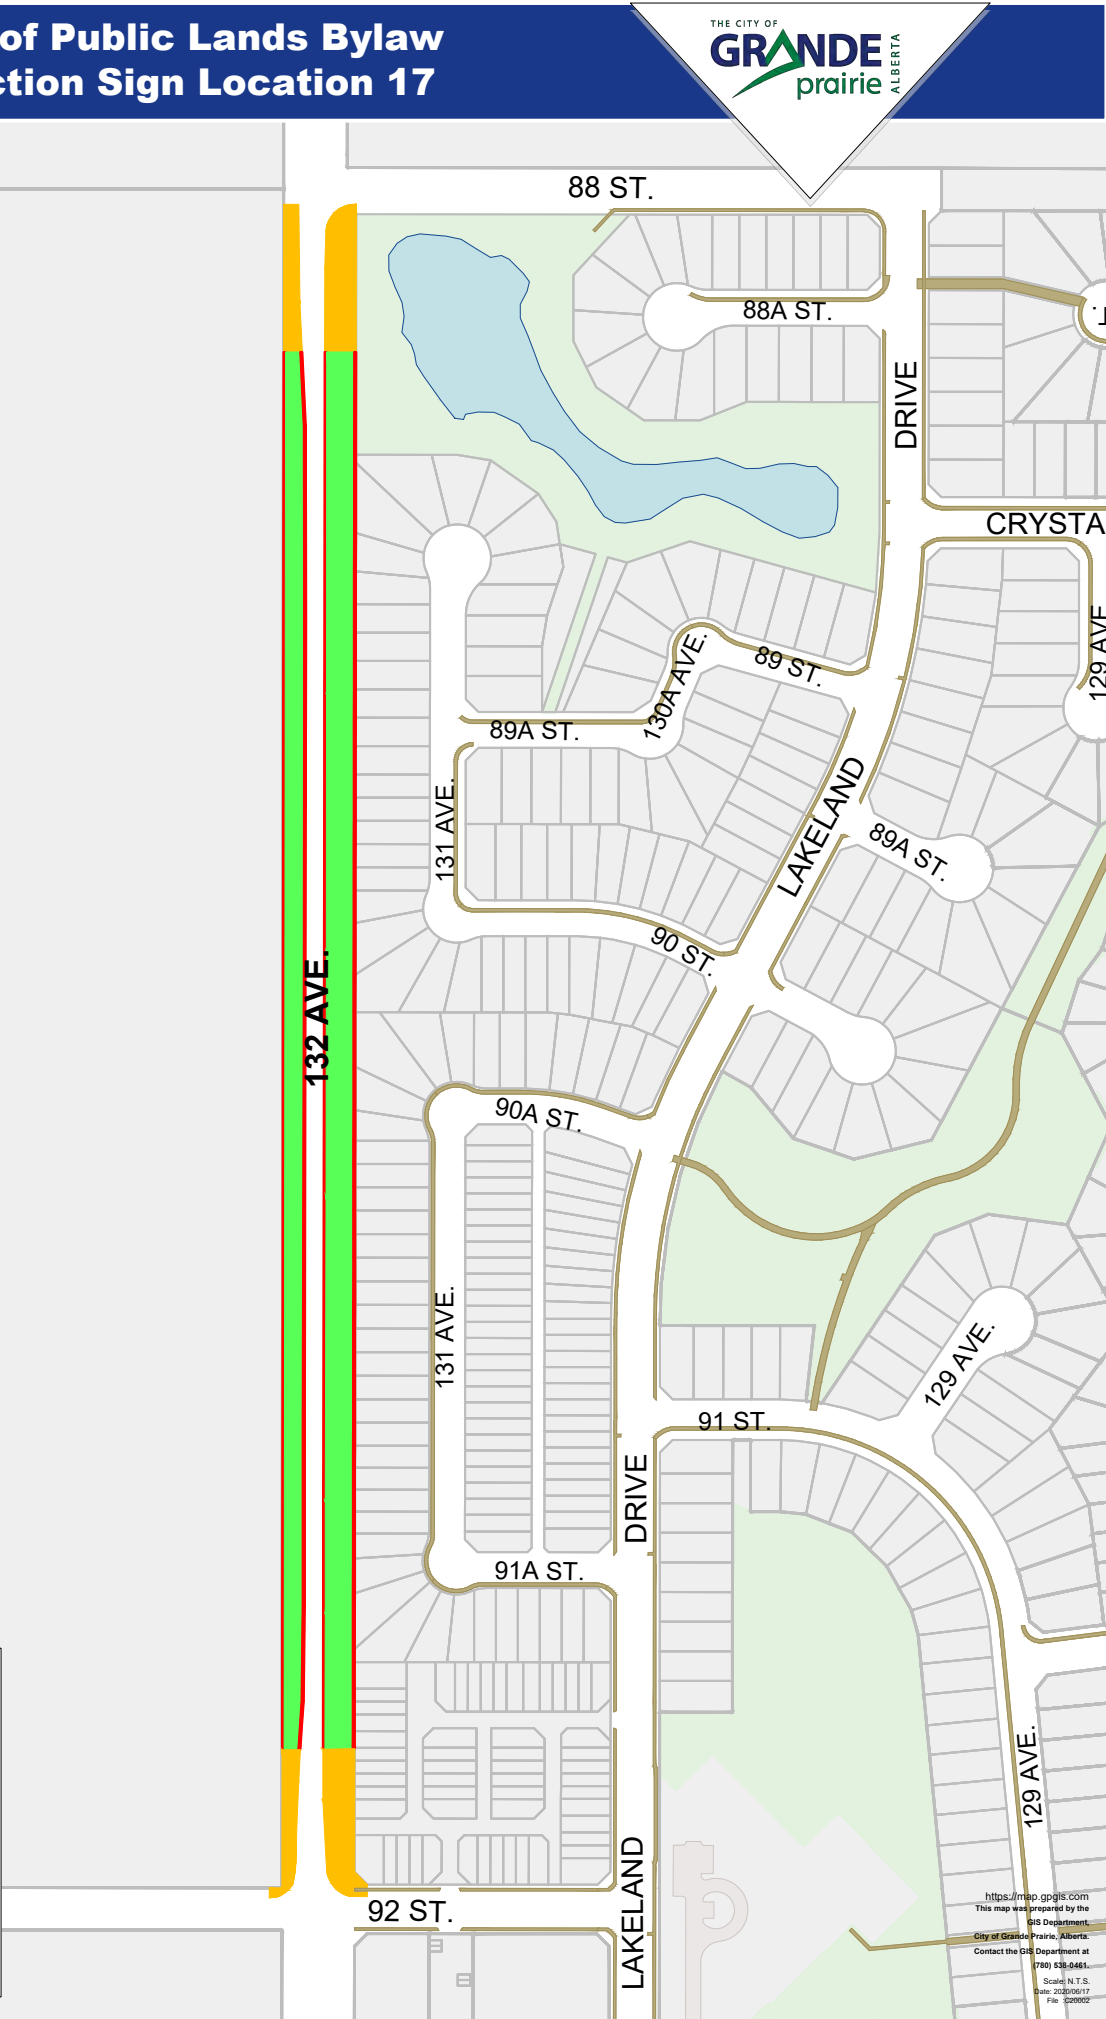 of Public Lands Bylaw
ction Sign Location 17
THE CITY OF
GRANDE
prairie
ALBERTA
88 ST.
88A ST.
DRIVE
CRYSTA
129 AVE
89 ST.
130A AVE.
89A ST.
131 AVE.
LAKELAND
89A ST.
90 ST.
132 AVE.
90A ST.
131 AVE.
129 AVE.
91 ST.
DRIVE
91A ST.
129 AVE.
LAKELAND
92 ST.
https://map.gpgis.com
This map was prepared by the
GIS Department,
City of Grande Prairie, Alberta.
Contact the GIS Department at
(780) 538-0461.
Scale: N.T.S.
Date: 2020/06/17
File :C20002